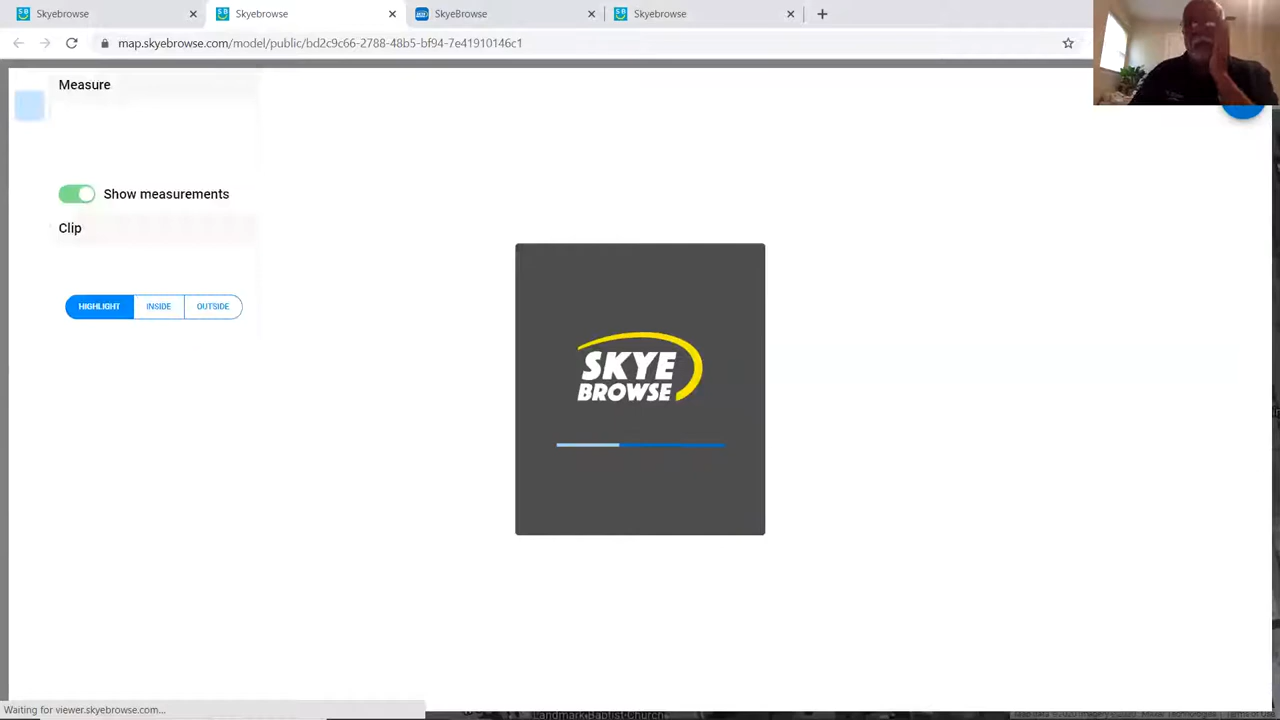 Skyebrowse
Skyebrowse
SkyeBrowse
Skyebrowse
map.skyebrowse.com/model/public/bd2c9c66-2788-48b5-bf94-7e41910146c1
Measure
Show measurements
Clip
HIGHLIGHT INSIDE OUTSIDE
SKYE
BROWSE
Waiting for viewer.skyebrowse.com...
Landmark Baptist Church